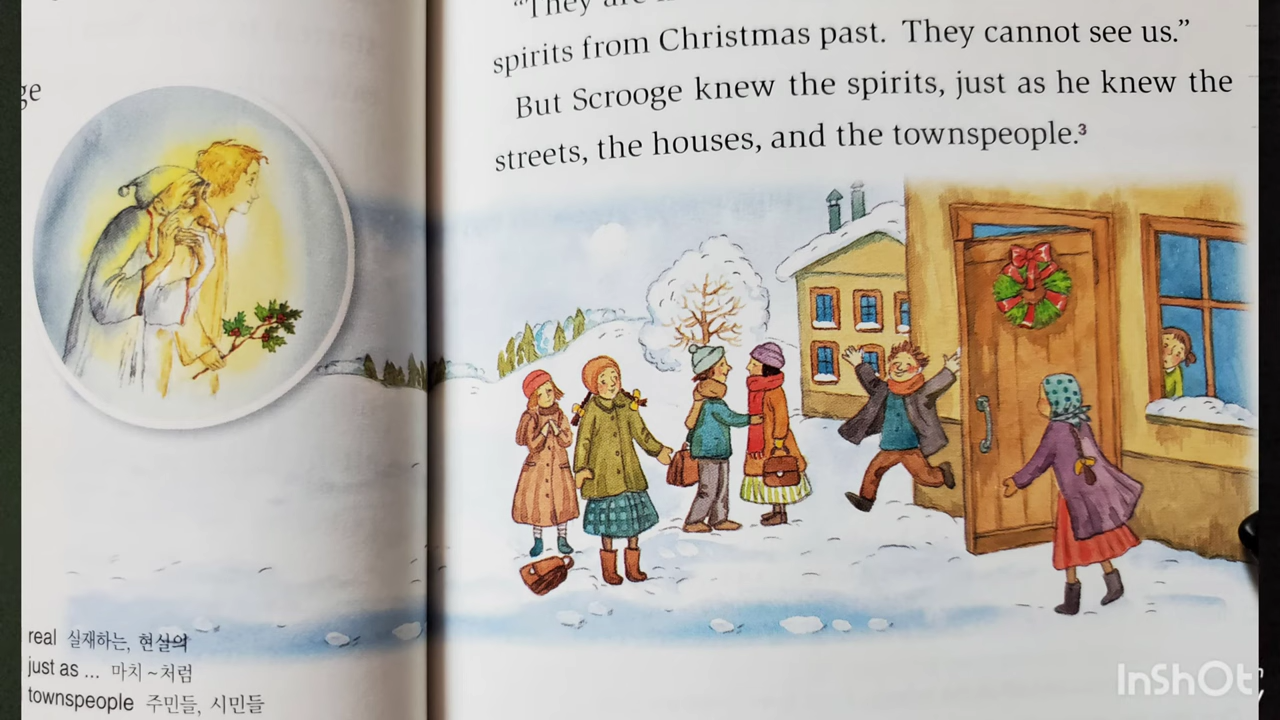 real 실재하는, 현실의
just as ... 마치 ~처럼
townspeople 주민들, 시민들
"They are
spirits from Christmas past. They cannot see us."
But Scrooge knew the spirits, just as he knew the
streets, the houses, and the townspeople.³
InShOt